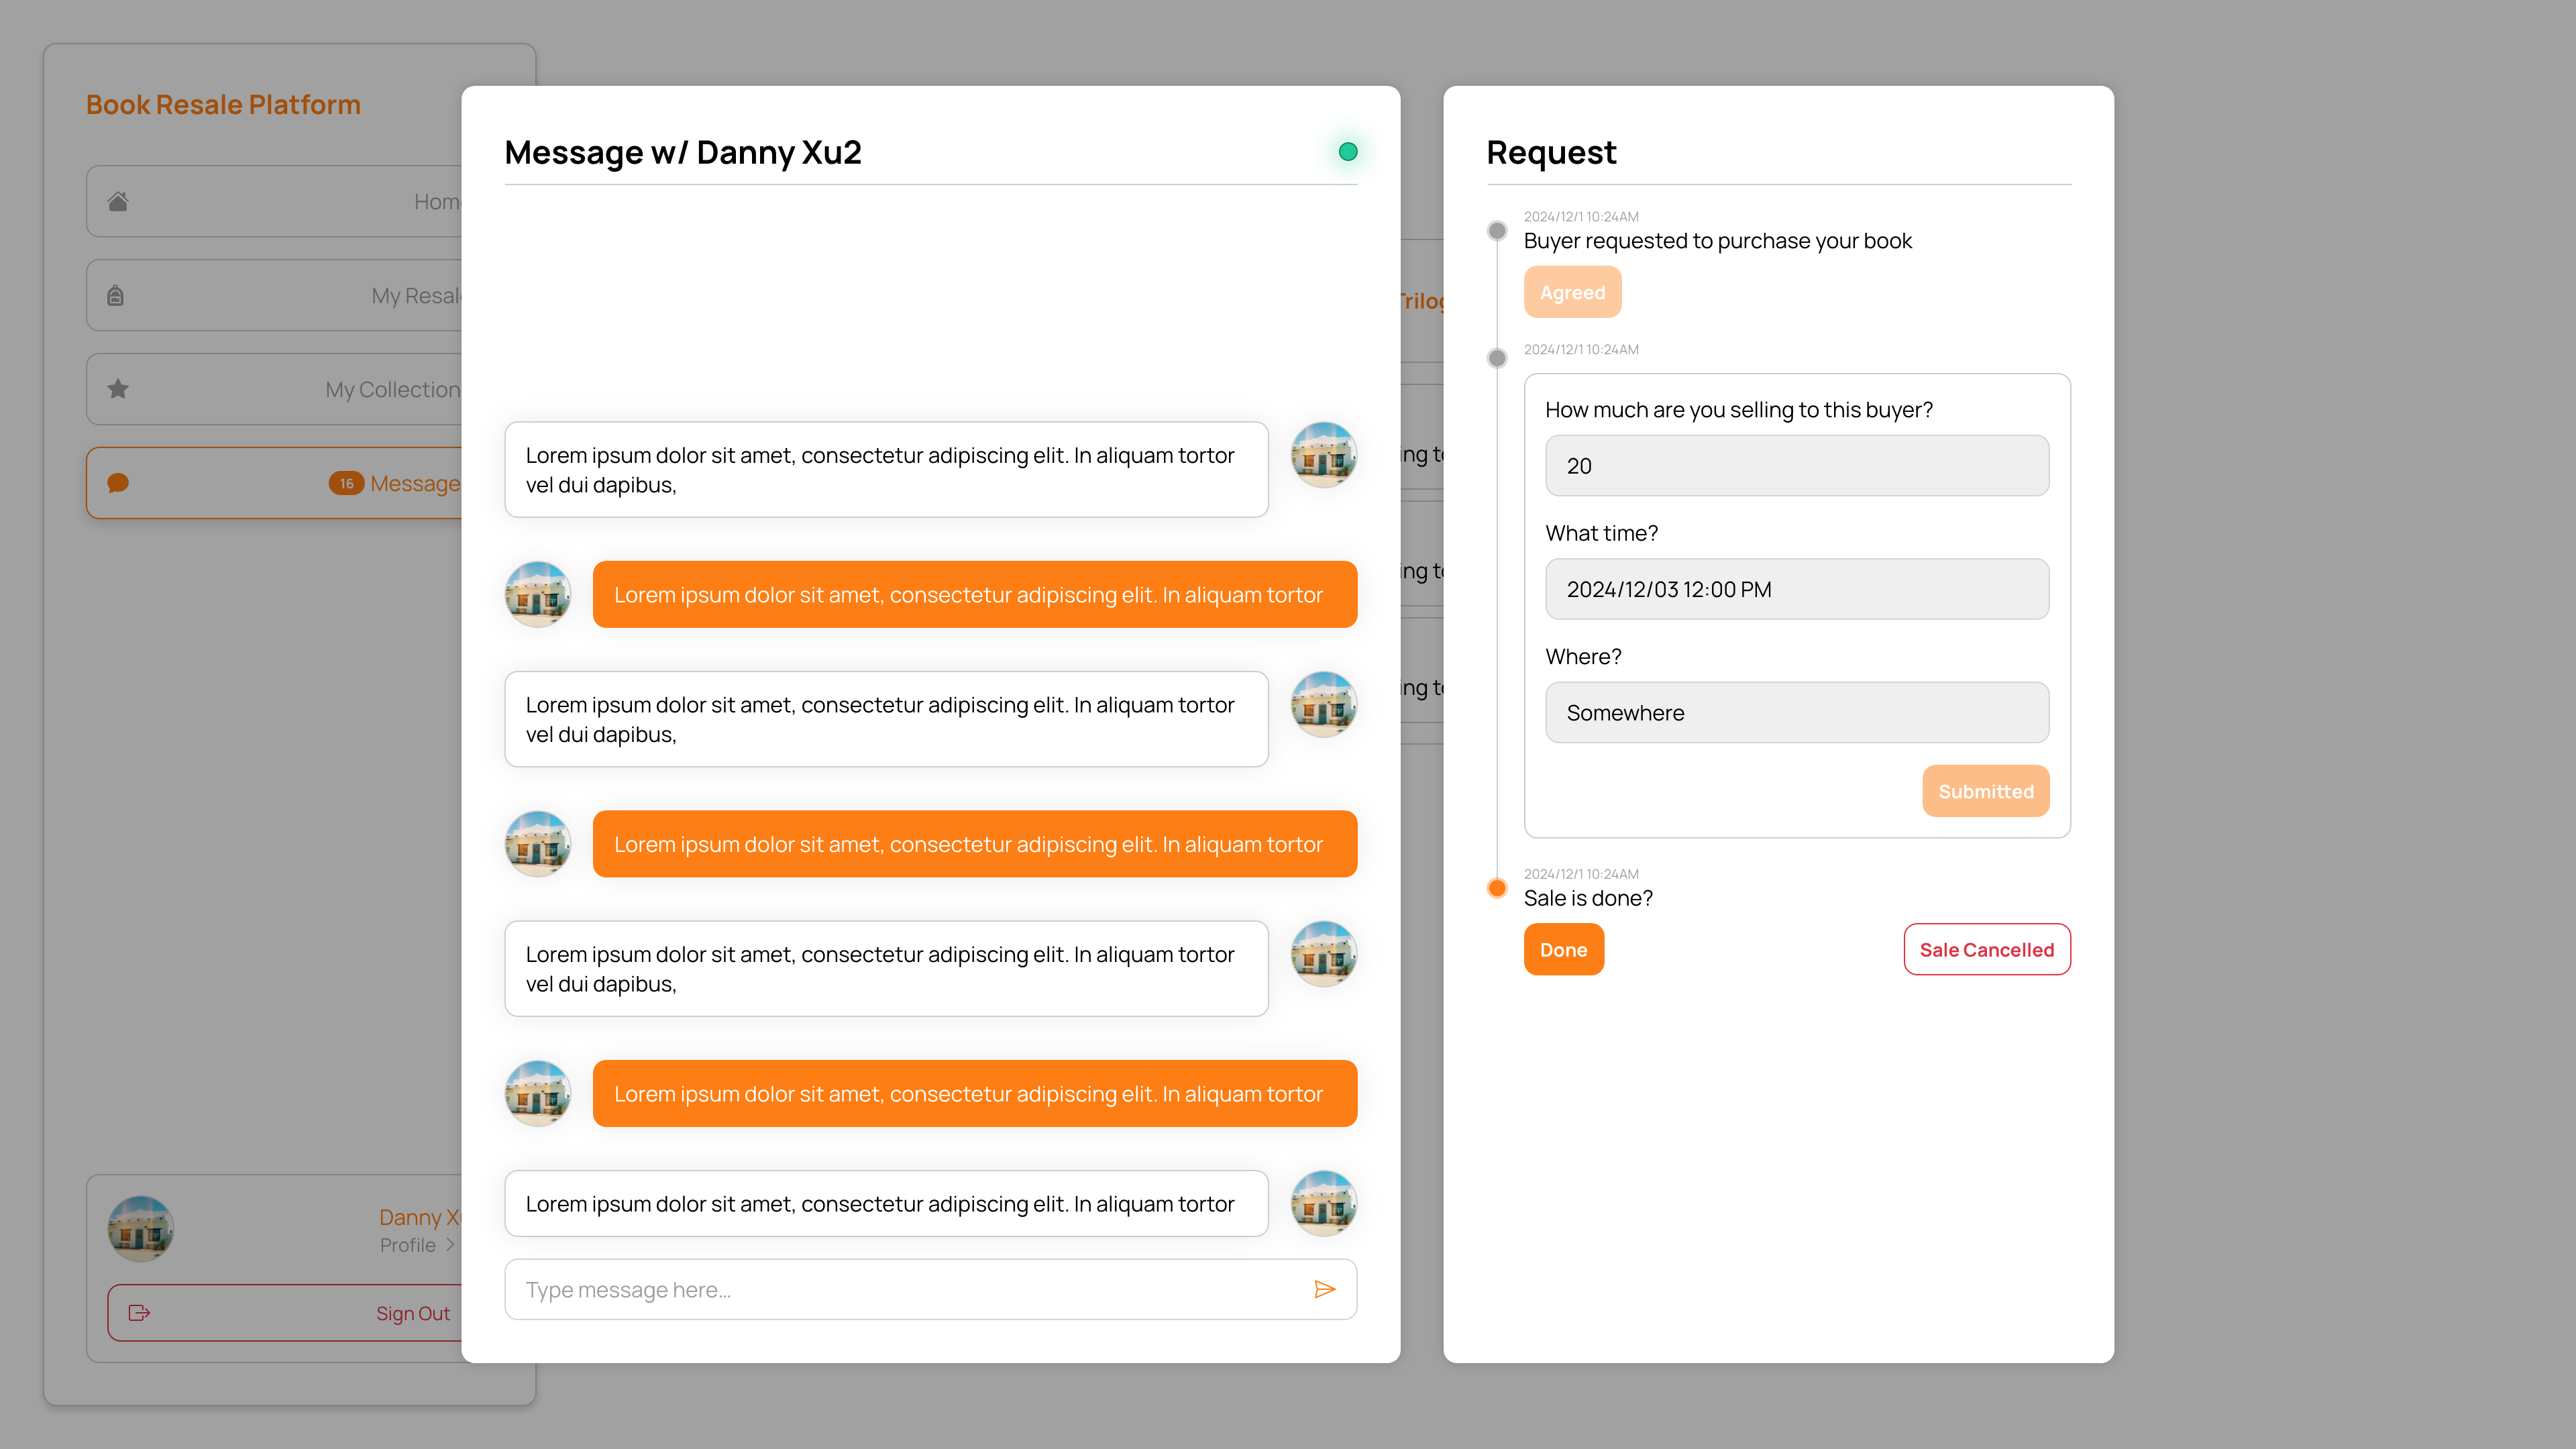 Book Resale Platform
Home
My Resale
My Collection
16 Message
Danny X
Profile
Sign Out
Message w/ Danny Xu2
Lorem ipsum dolor sit amet, consectetur adipiscing elit. In aliquam tortor
vel dui dapibus,
Lorem ipsum dolor sit amet, consectetur adipiscing elit. In aliquam tortor
Lorem ipsum dolor sit amet, consectetur adipiscing elit. In aliquam tortor
vel dui dapibus,
Lorem ipsum dolor sit amet, consectetur adipiscing elit. In aliquam tortor
Lorem ipsum dolor sit amet, consectetur adipiscing elit. In aliquam tortor
vel dui dapibus,
Lorem ipsum dolor sit amet, consectetur adipiscing elit. In aliquam tortor
Lorem ipsum dolor sit amet, consectetur adipiscing elit. In aliquam tortor
Type message here...
Request
2024/12/1 10:24AM
Buyer requested to purchase your book
Agreed
2024/12/1 10:24AM
How much are you selling to this buyer?
20
What time?
2024/12/03 12:00 PM
Where?
Somewhere
Submitted
2024/12/1 10:24AM
Sale is done?
Done
Sale Cancelled